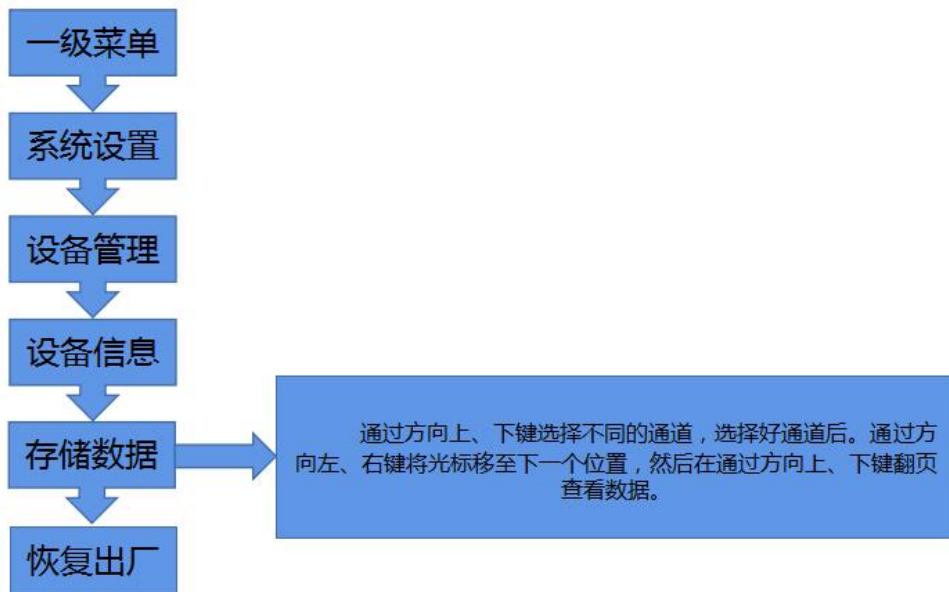 一级菜单
系统设置
设备管理
设备信息
存储数据
通过方向上、下键选择不同的通道，选择好通道后。通过方
向左、右键将光标移至下一个位置，然后在通过方向上、下键翻页
查看数据。
恢复出厂